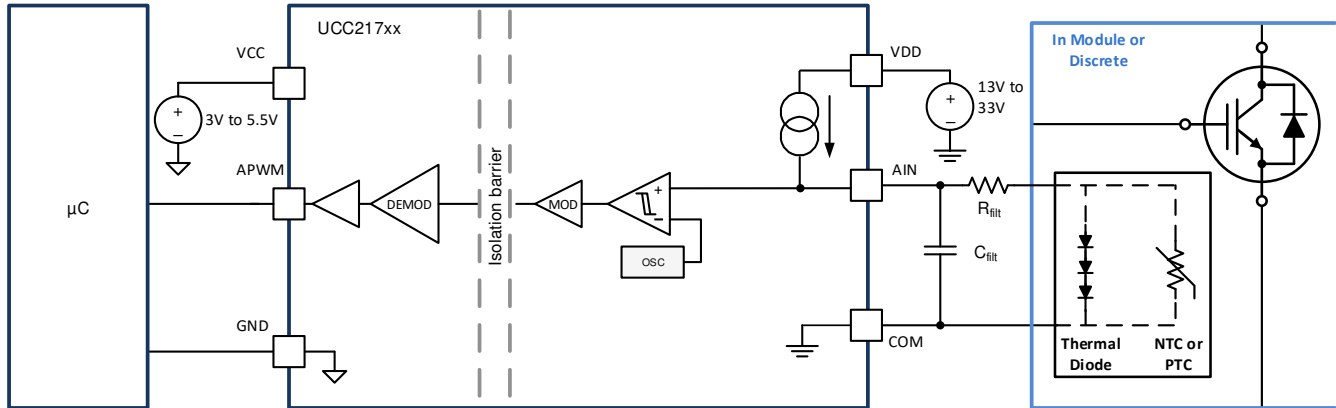 UCC217xx
In Module or
Discrete
VCC
VDD
+
−
3V to 5.5V
+
−
13V to
33V
APWM
AIN
µC
DEMOD
Isolation barrier
MOD
+
−
OSC
Rfilt
Cfilt
GND
COM
Thermal
Diode
NTC or
PTC